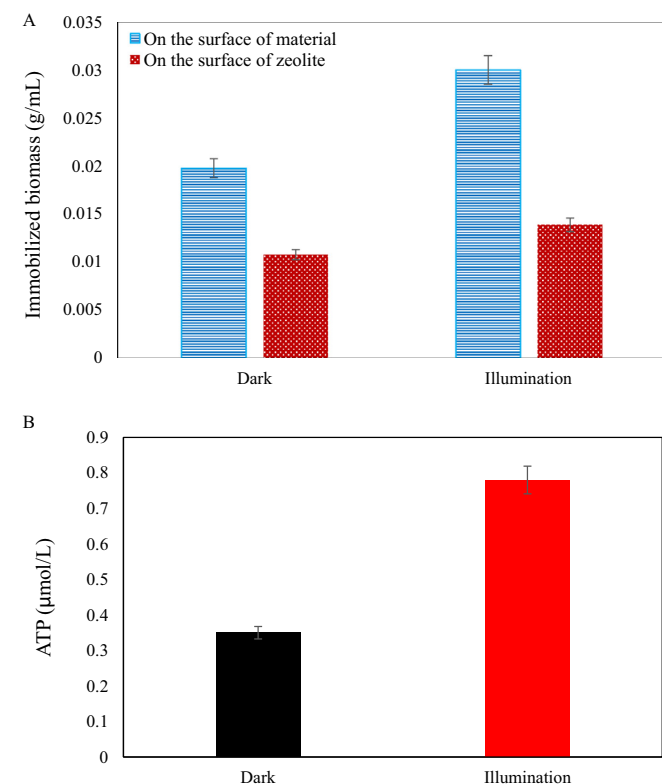 A
0.035
On the surface of material
On the surface of zeolite
0.03
0.025
0.02
0.015
0.01
0.005
0
Immobilized biomass (g/mL)
Dark Illumination
B
0.9
0.8
0.7
0.6
0.5
0.4
0.3
0.2
0.1
0
ATP (μmol/L)
Dark Illumination